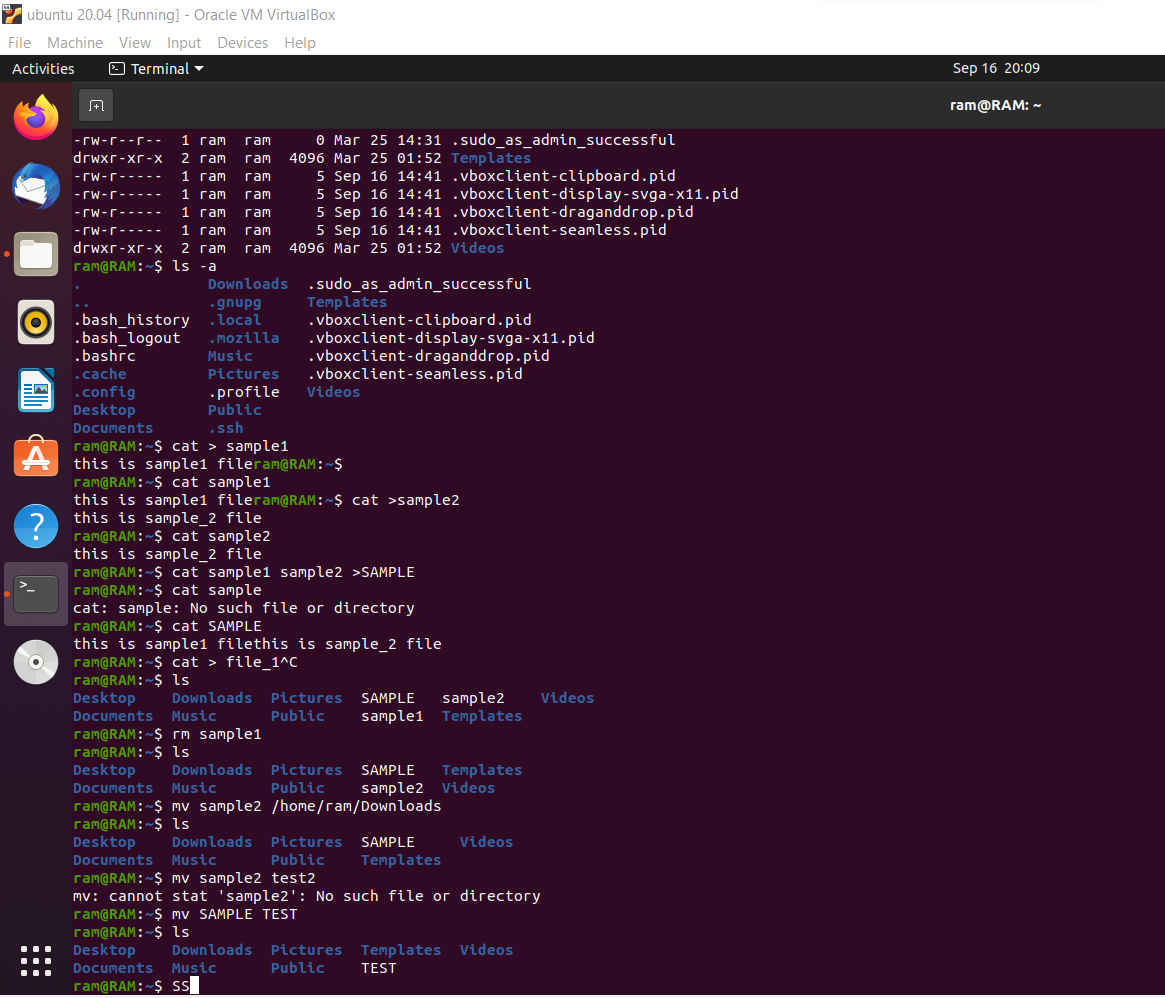 ubuntu 20.04 [Running] - Oracle VM VirtualBox
File Machine View Input Devices Help
Activities Terminal Sep 16 20:09
ram@RAM: ~
-rw-r--r--  1 ram  ram     0 Mar 25 14:31 .sudo_as_admin_successful
drwxr-xr-x  2 ram  ram  4096 Mar 25 01:52 Templates
-rw-r-----  1 ram  ram     5 Sep 16 14:41 .vboxclient-clipboard.pid
-rw-r-----  1 ram  ram     5 Sep 16 14:41 .vboxclient-display-svga-x11.pid
-rw-r-----  1 ram  ram     5 Sep 16 14:41 .vboxclient-draganddrop.pid
-rw-r-----  1 ram  ram     5 Sep 16 14:41 .vboxclient-seamless.pid
drwxr-xr-x  2 ram  ram  4096 Mar 25 01:52 Videos
ram@RAM:~$ ls -a
.              Downloads  .sudo_as_admin_successful
..             .gnupg     Templates
.bash_history  .local     .vboxclient-clipboard.pid
.bash_logout   .mozilla   .vboxclient-display-svga-x11.pid
.bashrc        Music      .vboxclient-draganddrop.pid
.cache         Pictures   .vboxclient-seamless.pid
.config        .profile   Videos
Desktop        Public
Documents      .ssh
ram@RAM:~$ cat > sample1
this is sample1 fileram@RAM:~$
ram@RAM:~$ cat sample1
this is sample1 fileram@RAM:~$ cat >sample2
this is sample_2 file
ram@RAM:~$ cat sample2
this is sample_2 file
ram@RAM:~$ cat sample1 sample2 >SAMPLE
ram@RAM:~$ cat sample
cat: sample: No such file or directory
ram@RAM:~$ cat SAMPLE
this is sample1 filethis is sample_2 file
ram@RAM:~$ cat > file_1^C
ram@RAM:~$ ls
Desktop    Downloads  Pictures  SAMPLE   sample2    Videos
Documents  Music      Public    sample1  Templates
ram@RAM:~$ rm sample1
ram@RAM:~$ ls
Desktop    Downloads  Pictures  SAMPLE   Templates
Documents  Music      Public    sample2  Videos
ram@RAM:~$ mv sample2 /home/ram/Downloads
ram@RAM:~$ ls
Desktop    Downloads  Pictures  SAMPLE     Videos
Documents  Music      Public    Templates
ram@RAM:~$ mv sample2 test2
mv: cannot stat 'sample2': No such file or directory
ram@RAM:~$ mv SAMPLE TEST
ram@RAM:~$ ls
Desktop    Downloads  Pictures  Templates  Videos
Documents  Music      Public    TEST
ram@RAM:~$ SS